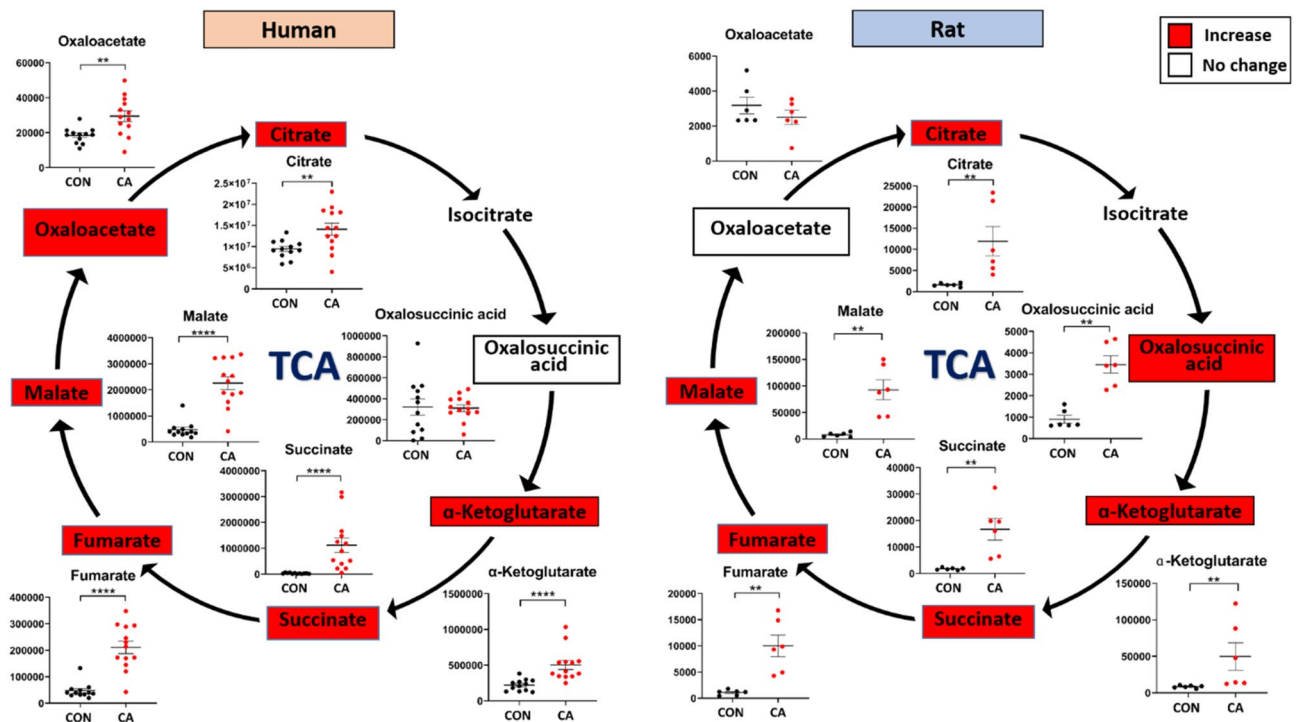 Human
Rat
Increase
No change
Oxaloacetate
**
60000
40000
20000
0
CON CA
Citrate
Citrate
**
2.5×10⁷
2.0×10⁷
1.5×10⁷
1.0×10⁷
5.0×10⁶
CON CA
Isocitrate
Oxaloacetate
Malate
****
4000000
3000000
2000000
1000000
0
CON CA
TCA
Oxalosuccinic acid
1000000
800000
600000
400000
200000
0
CON CA
Oxalosuccinic
acid
Malate
Succinate
****
4000000
3000000
2000000
1000000
0
CON CA
α-Ketoglutarate
Fumarate
Fumarate
****
400000
300000
200000
100000
0
CON CA
Succinate
α-Ketoglutarate
****
1500000
1000000
500000
0
CON CA
Oxaloacetate
6000
4000
2000
0
CON CA
Citrate
Citrate
**
25000
20000
15000
10000
5000
0
CON CA
Isocitrate
Oxaloacetate
Malate
**
200000
150000
100000
50000
0
CON CA
TCA
Oxalosuccinic acid
**
5000
4000
3000
2000
1000
0
CON CA
Oxalosuccinic
acid
Malate
Succinate
**
40000
30000
20000
10000
0
CON CA
α-Ketoglutarate
Fumarate
Fumarate
**
20000
15000
10000
5000
0
CON CA
Succinate
α-Ketoglutarate
**
150000
100000
50000
0
CON CA